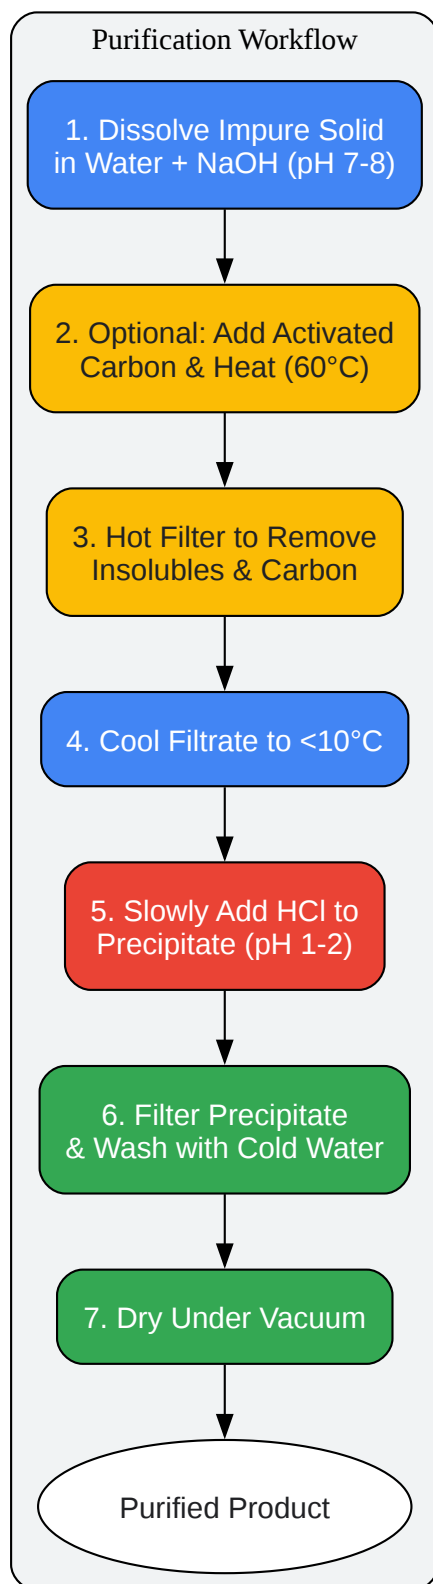 Purification Workflow
1. Dissolve Impure Solid
in Water + NaOH (pH 7-8)
2. Optional: Add Activated
Carbon & Heat (60°C)
3. Hot Filter to Remove
Insolubles & Carbon
4. Cool Filtrate to <10°C
5. Slowly Add HCl to
Precipitate (pH 1-2)
6. Filter Precipitate
& Wash with Cold Water
7. Dry Under Vacuum
Purified Product